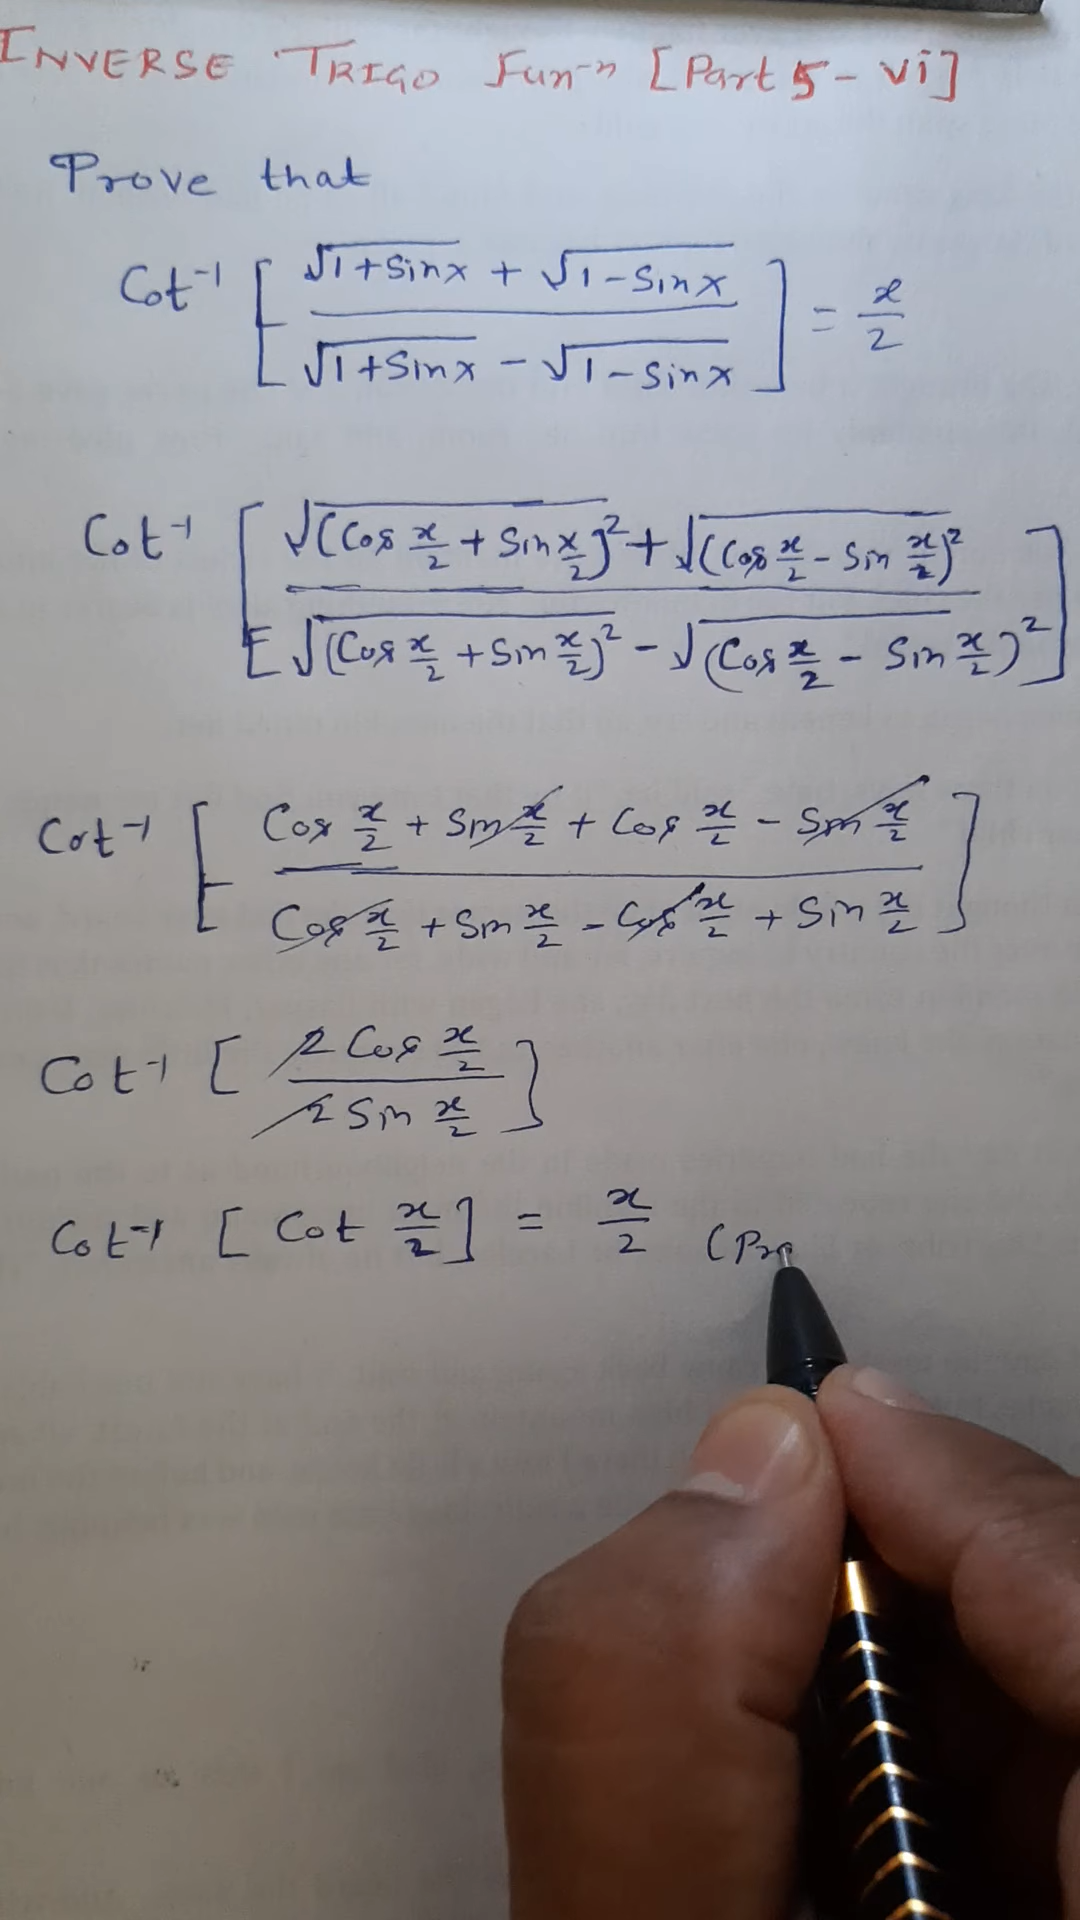 INVERSE TRIGO Fun-n [Part 5 - vi]
Prove that
Cot⁻¹ [ (√1+Sinx + √1-Sinx) / (√1+Sinx - √1-Sinx) ] = x/2
Cot⁻¹ [ (√(Cos x/2 + Sin x/2)² + √(Cos x/2 - Sin x/2)²) / (√(Cos x/2 + Sin x/2)² - √(Cos x/2 - Sin x/2)²) ]
Cot⁻¹ [ (Cos x/2 + Sin x/2 + Cos x/2 - Sin x/2) / (Cos x/2 + Sin x/2 - Cos x/2 + Sin x/2) ]
Cot⁻¹ [ 2 Cos x/2 / 2 Sin x/2 ]
Cot⁻¹ [ Cot x/2 ] = x/2 (Pro